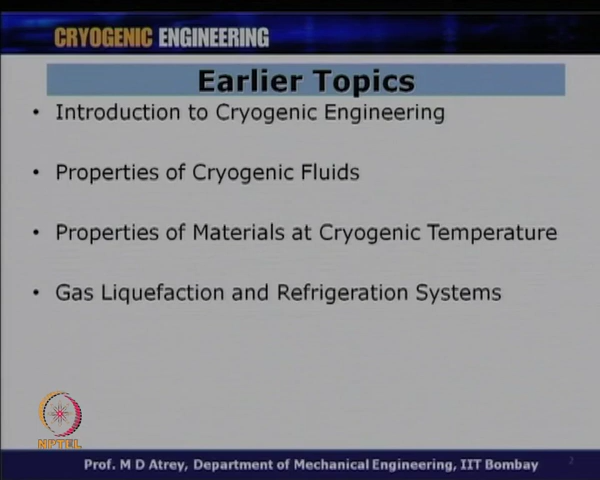 CRYOGENIC ENGINEERING
Earlier Topics
• Introduction to Cryogenic Engineering
• Properties of Cryogenic Fluids
• Properties of Materials at Cryogenic Temperature
• Gas Liquefaction and Refrigeration Systems
NPTEL
Prof. M D Atrey, Department of Mechanical Engineering, IIT Bombay
2